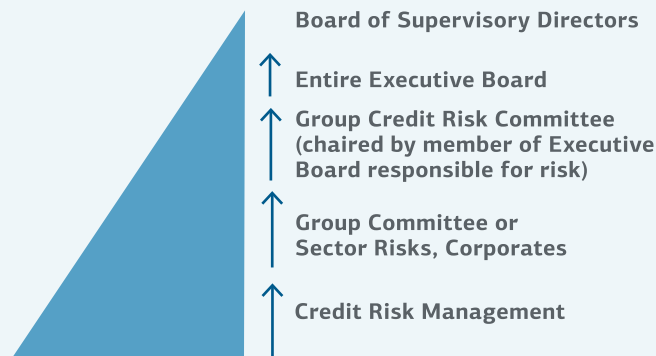 Board of Supervisory Directors
Entire Executive Board
Group Credit Risk Committee
(chaired by member of Executive
Board responsible for risk)
Group Committee or
Sector Risks, Corporates
Credit Risk Management